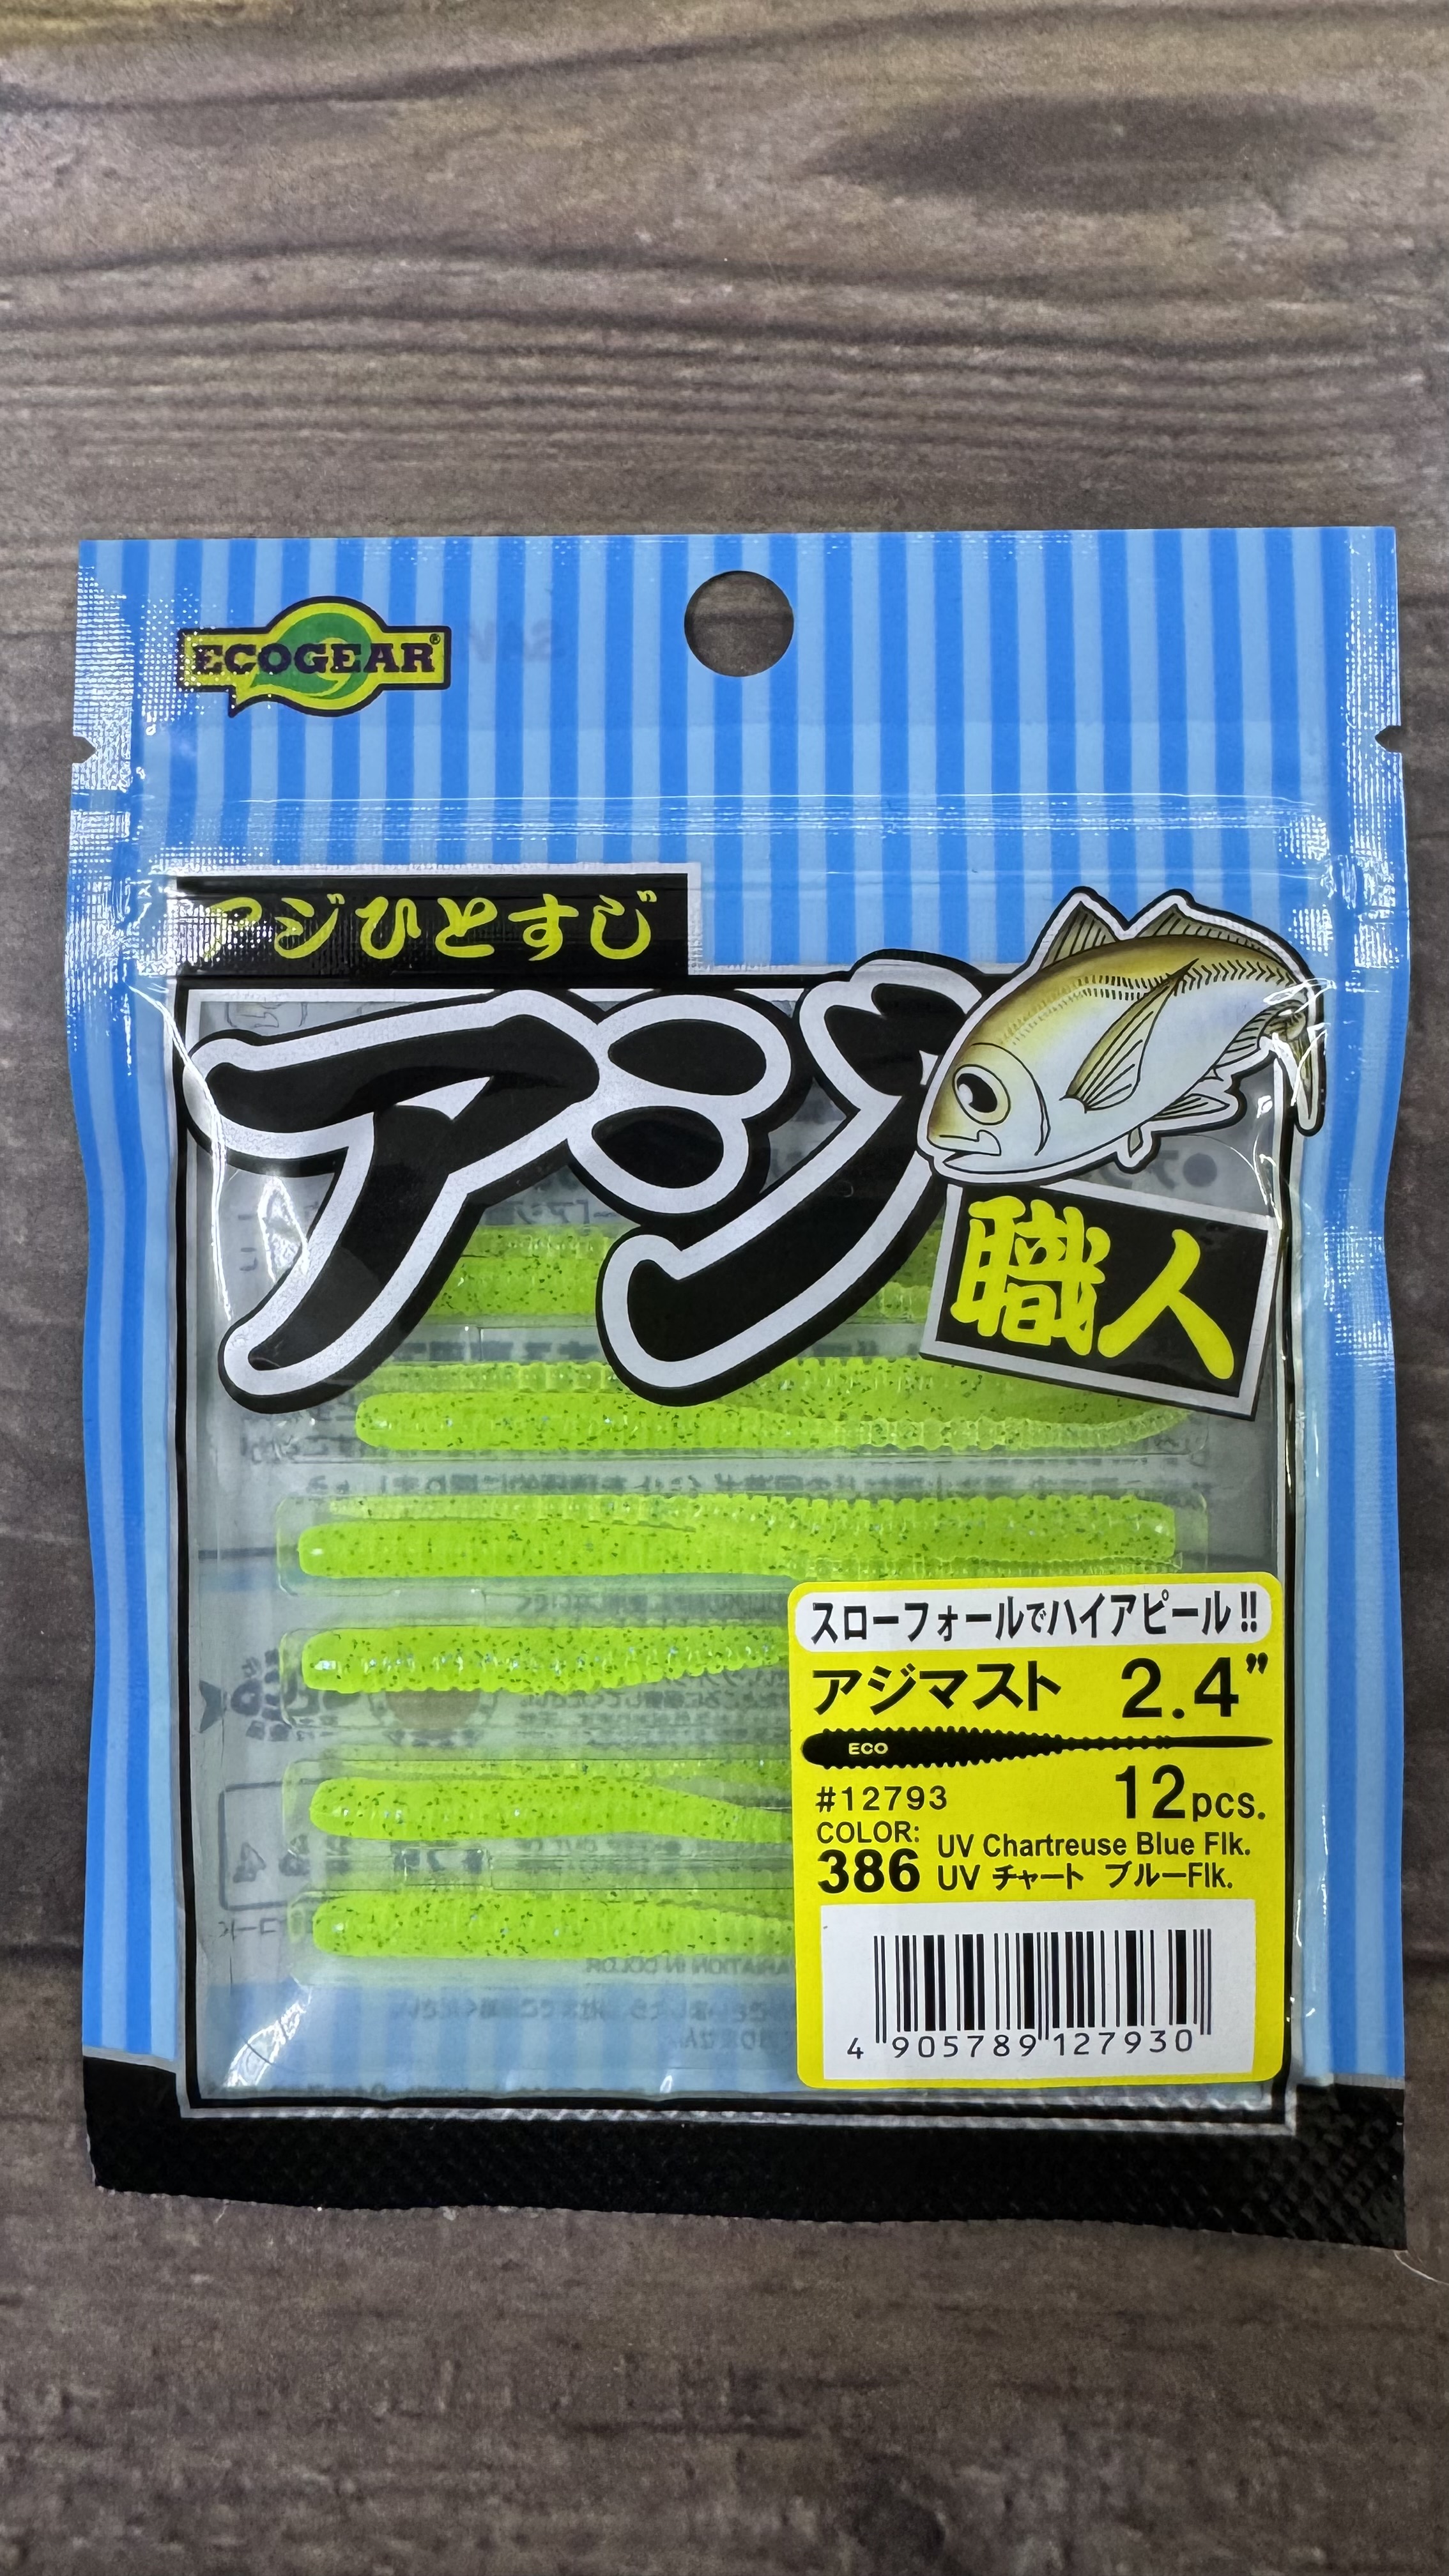 ECOGEAR®
アジひとすじ
アジ
職人
スローフォールでハイアピール!!
アジマスト 2.4”
ECO
#12793 12pcs.
COLOR:
386 UV Chartreuse Blue Flk.
UV チャート ブルーFlk.
4 905789 127930